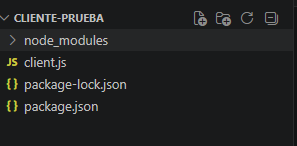 CLIENTE-PRUEBA
node_modules
JS client.js
{ } package-lock.json
{ } package.json